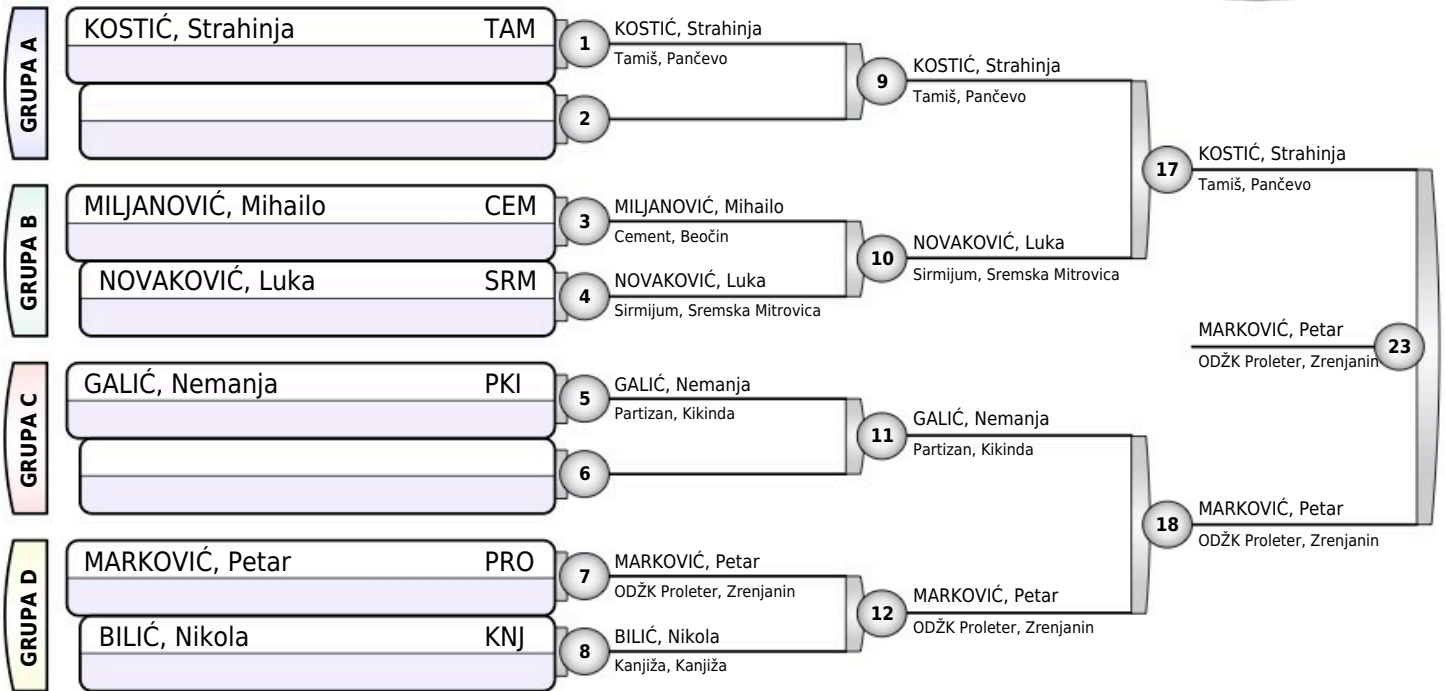 GRUPA A
KOSTIĆ, Strahinja TAM
1
KOSTIĆ, Strahinja
Tamiš, Pančevo
2
9
KOSTIĆ, Strahinja
Tamiš, Pančevo
GRUPA B
MILJANOVIĆ, Mihailo CEM
3
MILJANOVIĆ, Mihailo
Cement, Beočin
NOVAKOVIĆ, Luka SRM
4
NOVAKOVIĆ, Luka
Sirmijum, Sremska Mitrovica
10
NOVAKOVIĆ, Luka
Sirmijum, Sremska Mitrovica
17
KOSTIĆ, Strahinja
Tamiš, Pančevo
GRUPA C
GALIĆ, Nemanja PKI
5
GALIĆ, Nemanja
Partizan, Kikinda
6
11
GALIĆ, Nemanja
Partizan, Kikinda
GRUPA D
MARKOVIĆ, Petar PRO
7
MARKOVIĆ, Petar
ODŽK Proleter, Zrenjanin
BILIĆ, Nikola KNJ
8
BILIĆ, Nikola
Kanjiža, Kanjiža
12
MARKOVIĆ, Petar
ODŽK Proleter, Zrenjanin
18
MARKOVIĆ, Petar
ODŽK Proleter, Zrenjanin
MARKOVIĆ, Petar
ODŽK Proleter, Zrenjanin
23